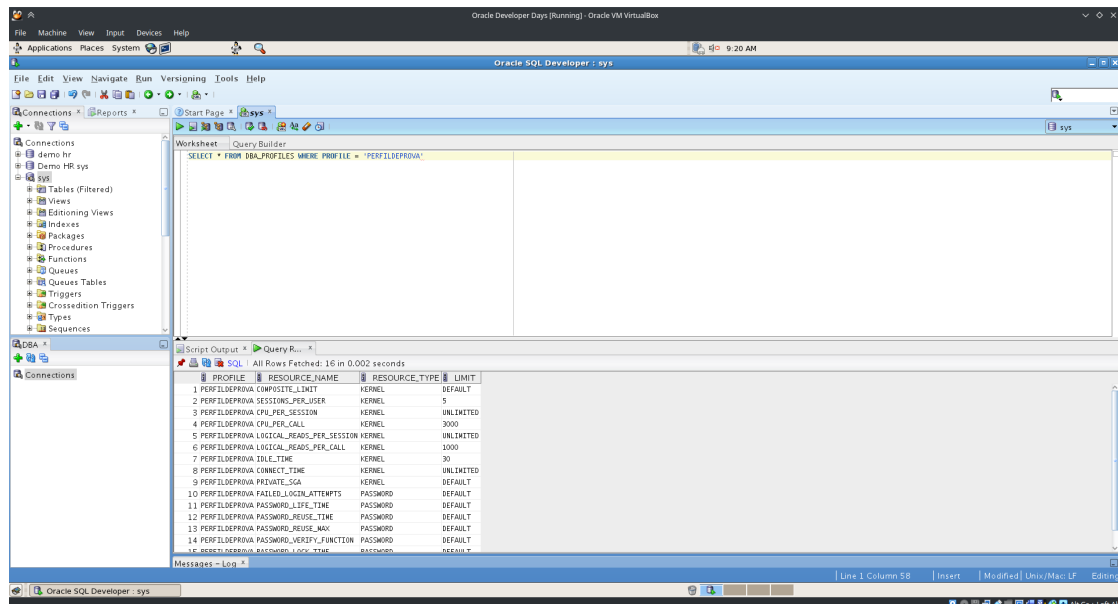 Oracle Developer Days [Running] - Oracle VM VirtualBox
File Machine View Input Devices Help
Applications Places System 9:20 AM
Oracle SQL Developer : sys
File Edit View Navigate Run Versioning Tools Help
Connections Reports Start Page sys
sys
Worksheet Query Builder
SELECT * FROM DBA_PROFILES WHERE PROFILE = 'PERFILDEPROVA'
Connections
demo hr
Demo HR sys
sys
Tables (Filtered)
Views
Editioning Views
Indexes
Packages
Procedures
Functions
Queues
Queues Tables
Triggers
Crossedition Triggers
Types
Sequences
DBA
Connections
Script Output Query R...
SQL | All Rows Fetched: 16 in 0.002 seconds
PROFILE RESOURCE_NAME RESOURCE_TYPE LIMIT
1 PERFILDEPROVA COMPOSITE_LIMIT KERNEL DEFAULT
2 PERFILDEPROVA SESSIONS_PER_USER KERNEL 5
3 PERFILDEPROVA CPU_PER_SESSION KERNEL UNLIMITED
4 PERFILDEPROVA CPU_PER_CALL KERNEL 3000
5 PERFILDEPROVA LOGICAL_READS_PER_SESSION KERNEL UNLIMITED
6 PERFILDEPROVA LOGICAL_READS_PER_CALL KERNEL 1000
7 PERFILDEPROVA IDLE_TIME KERNEL 30
8 PERFILDEPROVA CONNECT_TIME KERNEL UNLIMITED
9 PERFILDEPROVA PRIVATE_SGA KERNEL DEFAULT
10 PERFILDEPROVA FAILED_LOGIN_ATTEMPTS PASSWORD DEFAULT
11 PERFILDEPROVA PASSWORD_LIFE_TIME PASSWORD DEFAULT
12 PERFILDEPROVA PASSWORD_REUSE_TIME PASSWORD DEFAULT
13 PERFILDEPROVA PASSWORD_REUSE_MAX PASSWORD DEFAULT
14 PERFILDEPROVA PASSWORD_VERIFY_FUNCTION PASSWORD DEFAULT
15 PERFILDEPROVA PASSWORD_LOCK_TIME PASSWORD DEFAULT
Messages - Log
Line 1 Column 58 | Insert | Modified | Unix/Mac: LF Editing
Oracle SQL Developer : sys